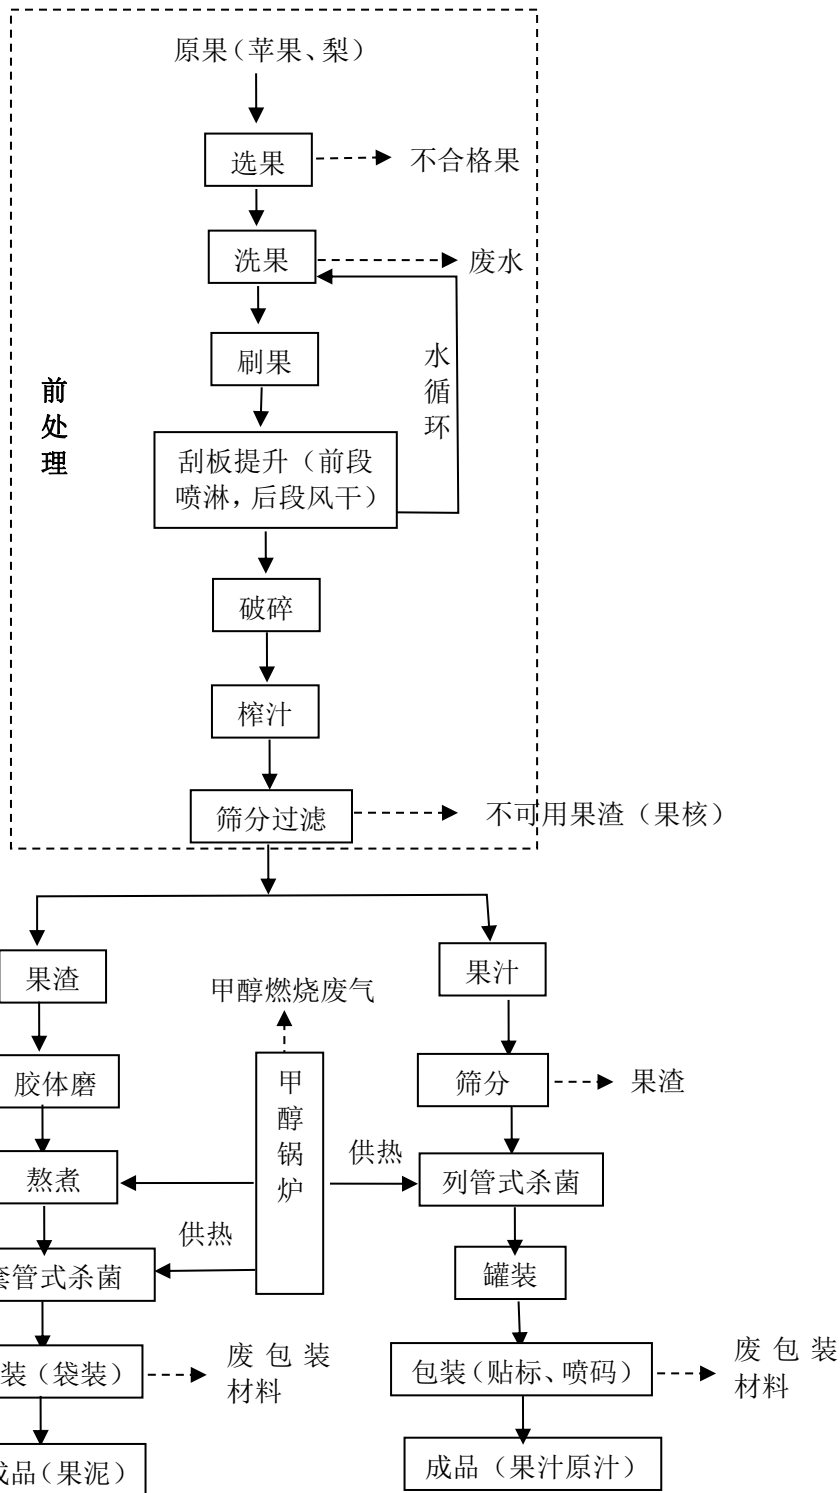 原果（苹果、梨）
选果
不合格果
洗果
废水
刷果
水循环
前处理
刮板提升（前段
喷淋，后段风干）
破碎
榨汁
筛分过滤
不可用果渣（果核）
果渣
果汁
甲醇燃烧废气
胶体磨
甲醇锅炉
筛分
果渣
熬煮
供热
列管式杀菌
供热
套管式杀菌
罐装
装（袋装）
废包装
材料
包装（贴标、喷码）
废包装
材料
成品（果泥）
成品（果汁原汁）